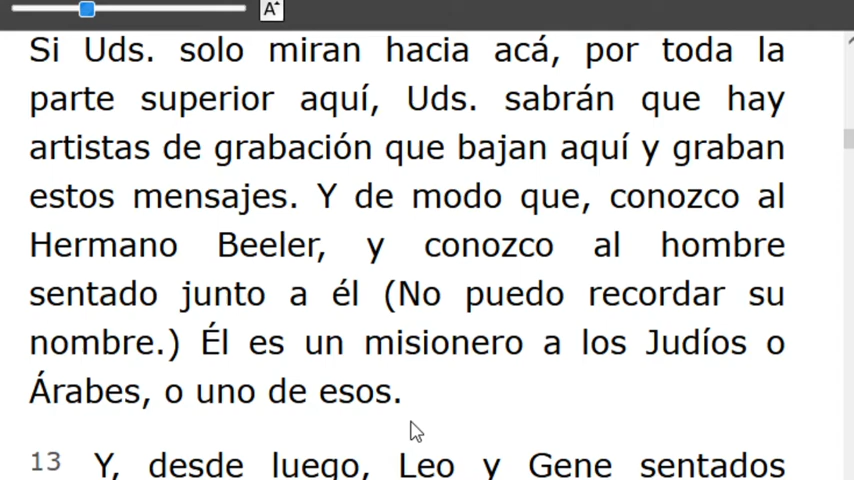 A
Si Uds. solo miran hacia acá, por toda la
parte superior aquí, Uds. sabrán que hay
artistas de grabación que bajan aquí y graban
estos mensajes. Y de modo que, conozco al
Hermano Beeler, y conozco al hombre
sentado junto a él (No puedo recordar su
nombre.) Él es un misionero a los Judíos o
Árabes, o uno de esos.
13 Y, desde luego, Leo y Gene sentados